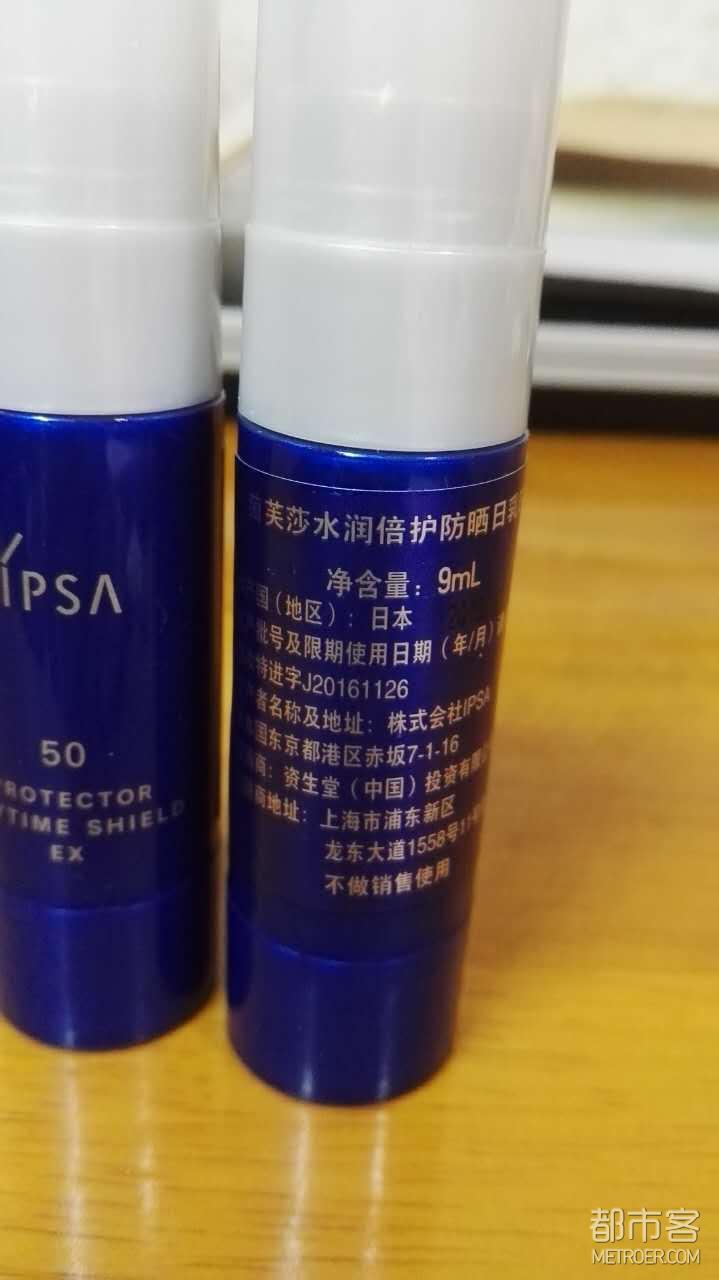 IPSA
50
PROTECTOR
TIME SHIELD
EX
芙莎水润倍护防晒日乳
净含量：9mL
国（地区）：日本
批号及限期使用日期（年/月）
特进字J20161126
者名称及地址：株式会社IPSA
国东京都港区赤坂7-1-16
商：资生堂（中国）投资有限
商地址：上海市浦东新区
龙东大道1558号
不做销售使用
都市客
METROER.COM